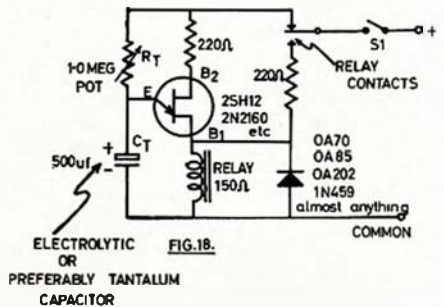 1·0 MEG
POT
RT
220Ω
B2
E
B1
2SH12
2N2160
etc
220Ω
RELAY
CONTACTS
S1
+
+
CT
-
500uf
RELAY
150Ω
OA70
OA85
OA202
1N459
almost anything
COMMON
ELECTROLYTIC
OR
PREFERABLY TANTALUM
CAPACITOR
FIG.18.